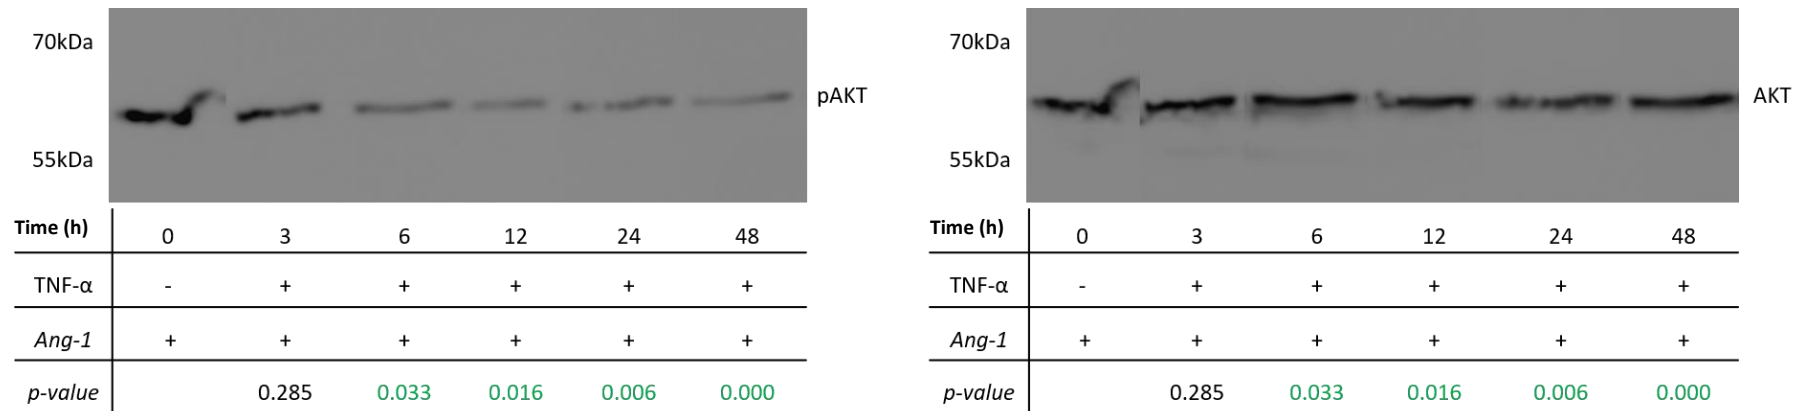 70kDa
pAKT
55kDa
Time (h) 0 3 6 12 24 48
TNF-α - + + + + +
Ang-1 + + + + + +
p-value 0.285 0.033 0.016 0.006 0.000
70kDa
AKT
55kDa
Time (h) 0 3 6 12 24 48
TNF-α - + + + + +
Ang-1 + + + + + +
p-value 0.285 0.033 0.016 0.006 0.000